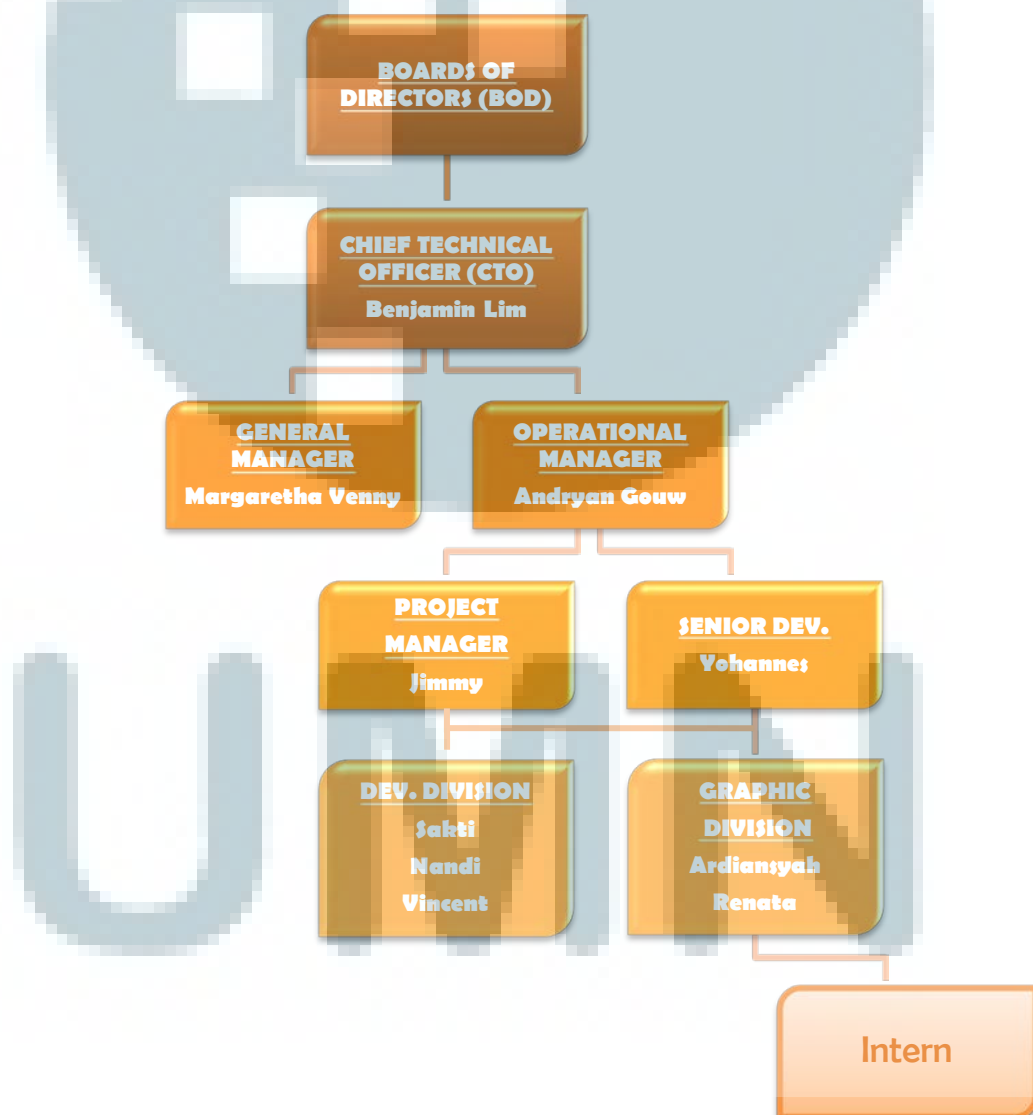 BOARDS OF
DIRECTORS (BOD)
CHIEF TECHNICAL
OFFICER (CTO)
Benjamin Lim
GENERAL
MANAGER
Margaretha Venny
OPERATIONAL
MANAGER
Andryan Gouw
PROJECT
MANAGER
Jimmy
SENIOR DEV.
Yohannes
DEV. DIVISION
Sakti
Nandi
Vincent
GRAPHIC
DIVISION
Ardiansyah
Renata
Intern
UMN